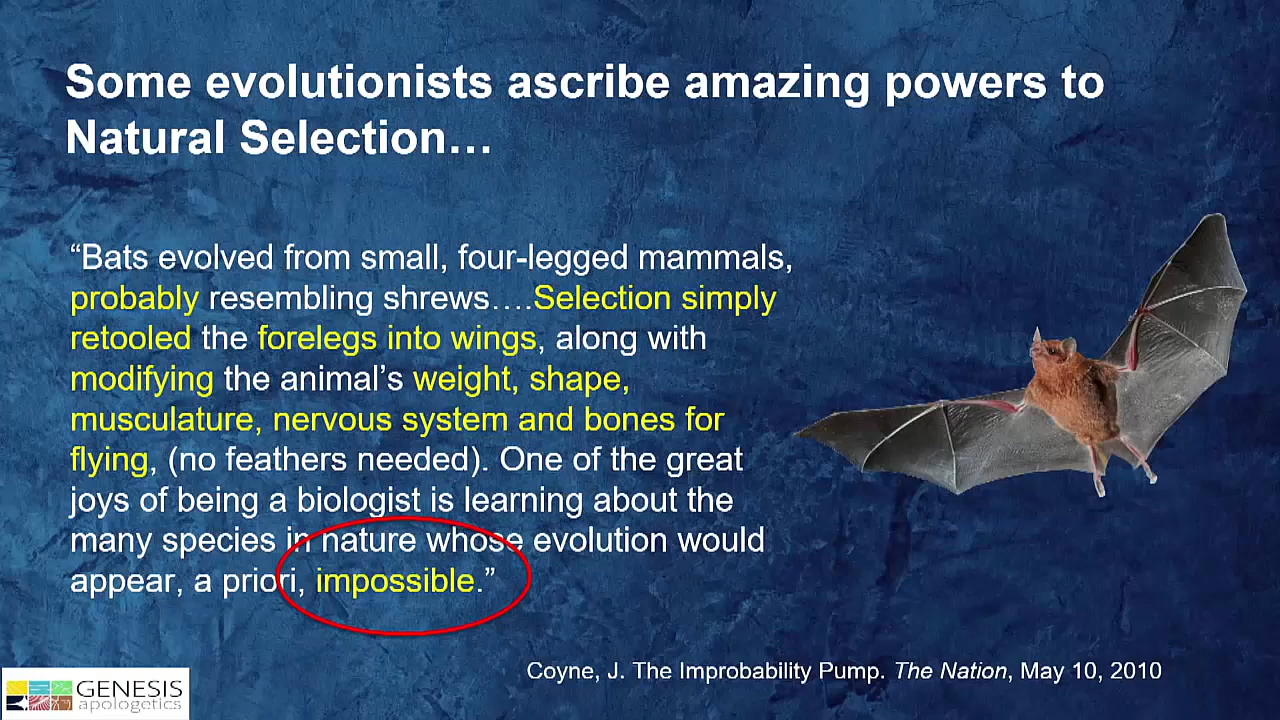 Some evolutionists ascribe amazing powers to
Natural Selection…
“Bats evolved from small, four-legged mammals,
probably resembling shrews….Selection simply
retooled the forelegs into wings, along with
modifying the animal’s weight, shape,
musculature, nervous system and bones for
flying, (no feathers needed). One of the great
joys of being a biologist is learning about the
many species in nature whose evolution would
appear, a priori, impossible.”
Coyne, J. The Improbability Pump. The Nation, May 10, 2010
GENESIS
apologetics